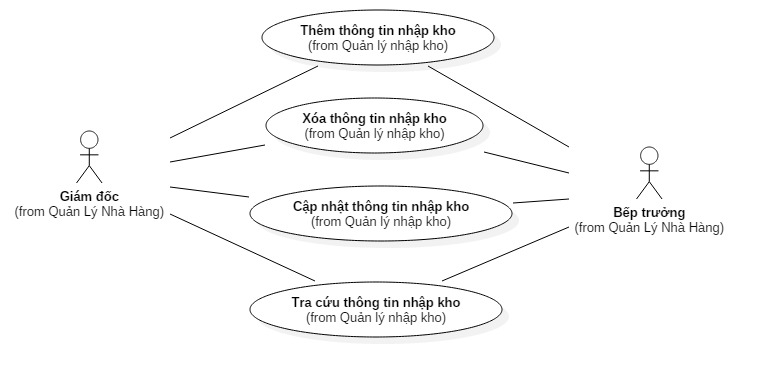 Thêm thông tin nhập kho
(from Quản lý nhập kho)
Xóa thông tin nhập kho
(from Quản lý nhập kho)
Giám đốc
(from Quản Lý Nhà Hàng)
Cập nhật thông tin nhập kho
(from Quản lý nhập kho)
Bếp trưởng
(from Quản Lý Nhà Hàng)
Tra cứu thông tin nhập kho
(from Quản lý nhập kho)